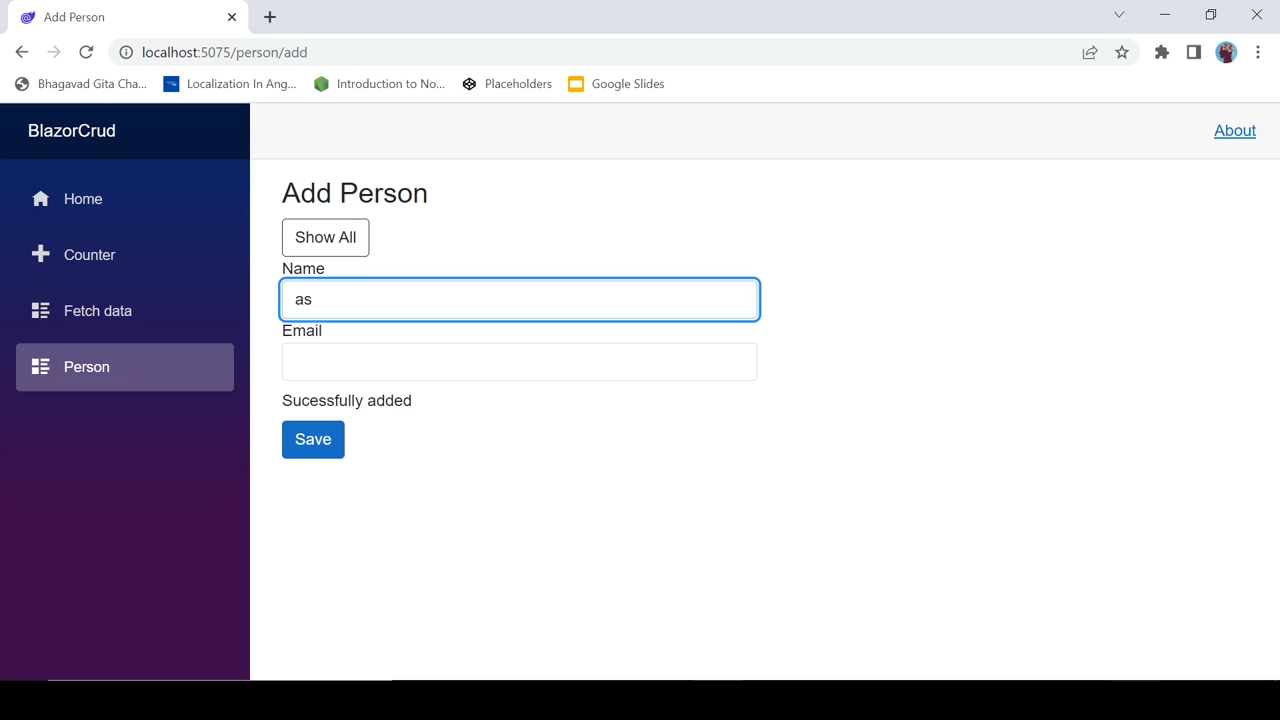 Add Person
localhost:5075/person/add
Bhagavad Gita Cha... Localization In Ang... Introduction to No... Placeholders Google Slides
BlazorCrud
About
Home
Counter
Fetch data
Person
Add Person
Show All
Name
as
Email
Sucessfully added
Save